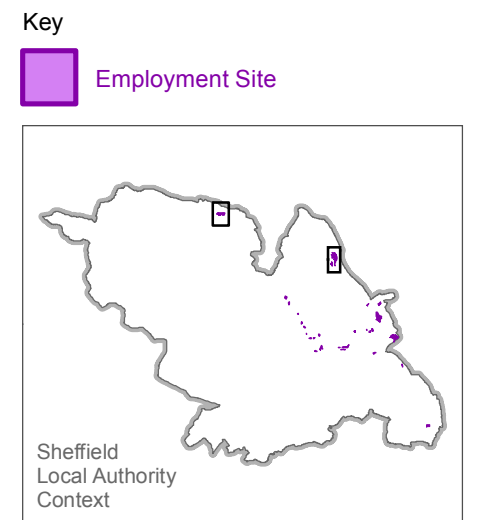 Key
Employment Site
Sheffield
Local Authority
Context